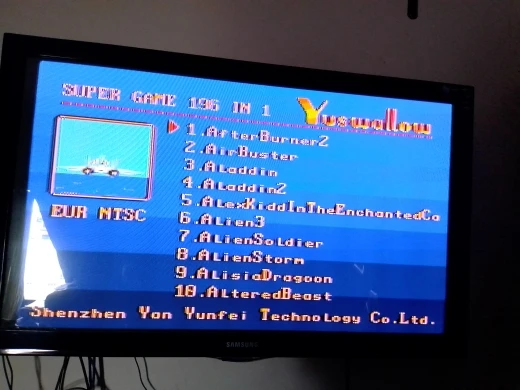 SUPER GAME 196 IN 1
Yuswallow
1.AfterBurner2
2.AirBuster
3.Aladdin
4.Aladdin2
5.AlexKiddInTheEnchantedCa
EUR NTSC
6.Alien3
7.AlienSoldier
8.AlienStorm
9.AlisiaDragoon
10.AlteredBeast
Shenzhen Yan Yunfei Technology Co.Ltd.
SAMSUNG